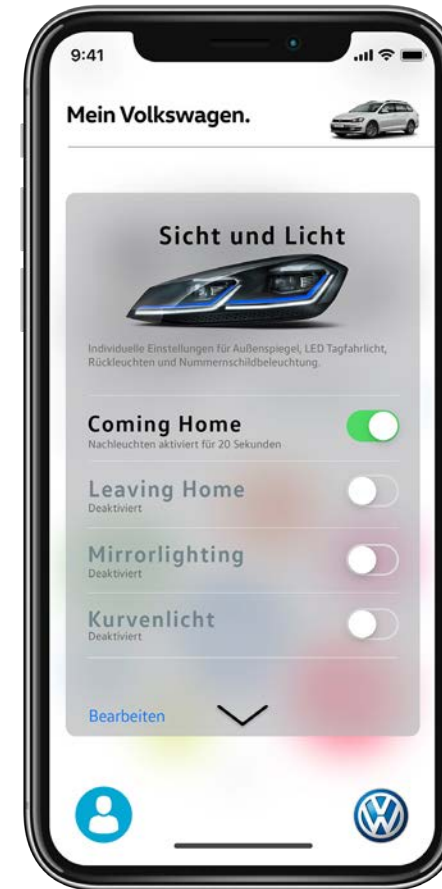 9:41
Mein Volkswagen.
Sicht und Licht
Individuelle Einstellungen für Außenspiegel, LED Tagfahrlicht,
Rückleuchten und Nummernschildbeleuchtung.
Coming Home
Nachleuchten aktiviert für 20 Sekunden
Leaving Home
Deaktiviert
Mirrorlighting
Deaktiviert
Kurvenlicht
Deaktiviert
Bearbeiten